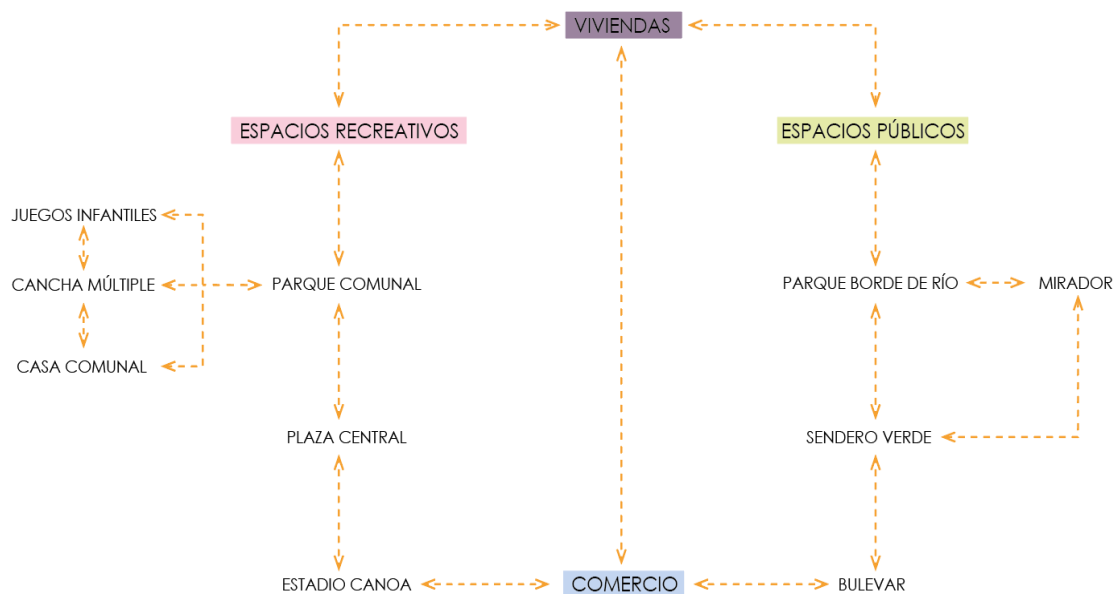 VIVIENDAS
ESPACIOS RECREATIVOS
ESPACIOS PÚBLICOS
JUEGOS INFANTILES
CANCHA MÚLTIPLE
PARQUE COMUNAL
PARQUE BORDE DE RÍO
MIRADOR
CASA COMUNAL
PLAZA CENTRAL
SENDERO VERDE
ESTADIO CANOA
COMERCIO
BULEVAR